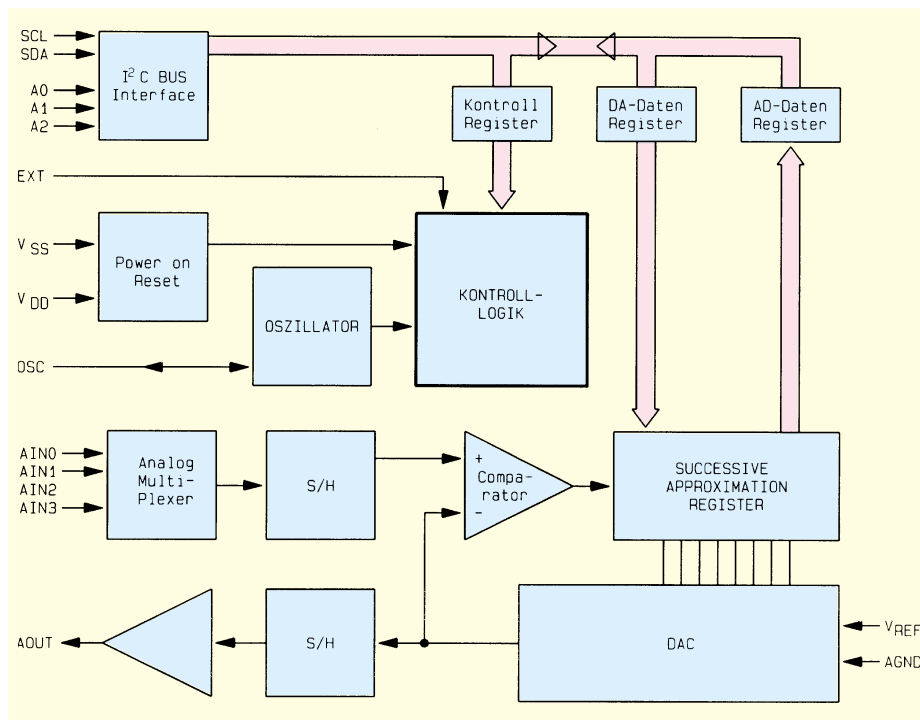 SCL
SDA
A0
A1
A2
I² C BUS
Interface
Kontroll
Register
DA-Daten
Register
AD-Daten
Register
EXT
V SS
V DD
Power on
Reset
OSZILLATOR
KONTROLL-
LOGIK
OSC
AIN0
AIN1
AIN2
AIN3
Analog
Multi-
Plexer
S/H
+
Compa-
rator
-
SUCCESSIVE
APPROXIMATION
REGISTER
AOUT
S/H
DAC
VREF
AGND